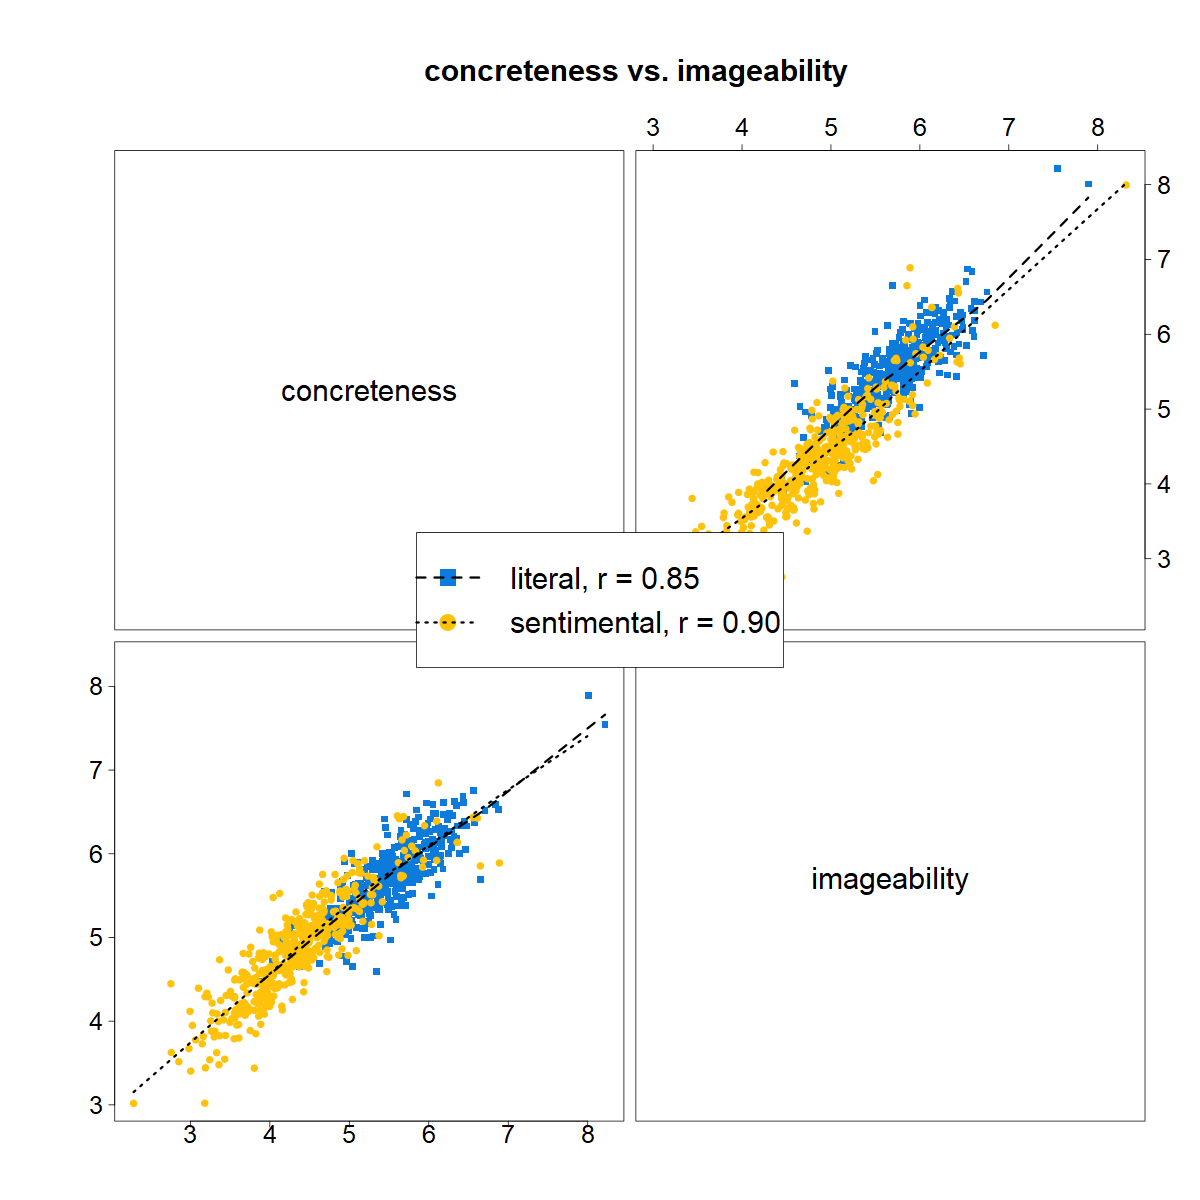 concreteness vs. imageability
3 4 5 6 7 8
8
7
6
5
4
3
concreteness
literal, r = 0.85
sentimental, r = 0.90
8
7
6
5
4
3
imageability
3 4 5 6 7 8